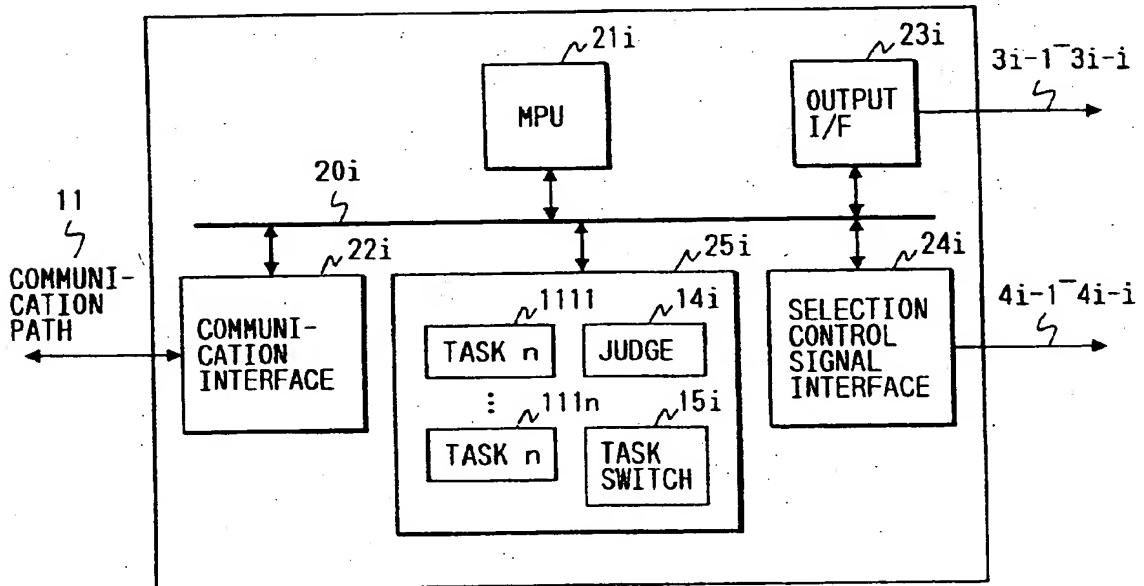 21i
23i
3i-1‾3i-i
MPU
OUTPUT
I/F
20i
11
22i
25i
24i
COMMUNI-
CATION
PATH
4i-1‾4i-i
COMMUNI-
CATION
INTERFACE
1111
14i
TASK n
JUDGE
⋮
111n
15i
TASK n
TASK
SWITCH
SELECTION
CONTROL
SIGNAL
INTERFACE